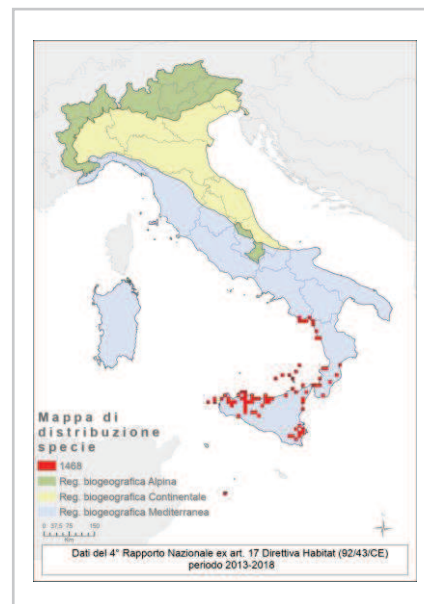 Mappa di
distribuzione
specie
1468
Reg. biogeografica Alpina
Reg. biogeografica Continentale
Reg. biogeografica Mediterranea
0 37,5 75 150
Km
Dati del 4° Rapporto Nazionale ex art. 17 Direttiva Habitat (92/43/CE)
periodo 2013-2018